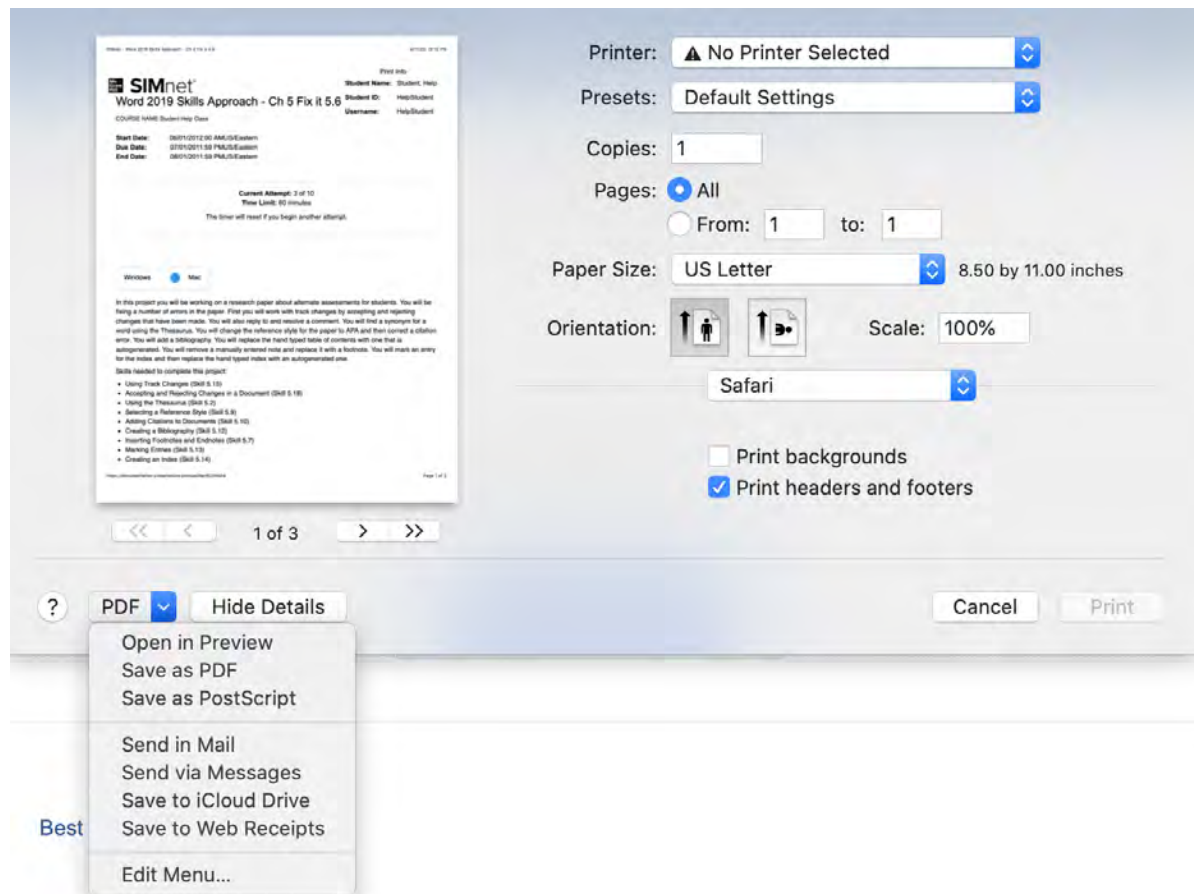 SIMnet - Word 2019 Skills Approach - Ch 5 Fix it 5.6
Print Info
SIMnet
Student Name: Student, Help
Word 2019 Skills Approach - Ch 5 Fix it 5.6
Student ID: HelpStudent
Username: HelpStudent
COURSE NAME Student Help Class
Start Date: 06/01/2012:00 AMUS/Eastern
Due Date: 07/01/2011:59 PMUS/Eastern
End Date: 08/01/2011:59 PMUS/Eastern
Current Attempt: 3 of 10
Time Limit: 60 minutes
The timer will reset if you begin another attempt.
Windows Mac
In this project you will be working on a research paper about alternate assessments for students. You will be
fixing a number of errors in the paper. First you will work with track changes by accepting and rejecting
changes that have been made. You will also reply to and resolve a comment. You will find a synonym for a
word using the Thesaurus. You will change the reference style for the paper to APA and then correct a citation
error. You will add a bibliography. You will replace the hand typed table of contents with one that is
autogenerated. You will remove a manually entered note and replace it with a footnote. You will mark an entry
for the index and then replace the hand typed index with an autogenerated one.
Skills needed to complete this project:
• Using Track Changes (Skill 5.15)
• Accepting and Rejecting Changes in a Document (Skill 5.18)
• Using the Thesaurus (Skill 5.2)
• Selecting a Reference Style (Skill 5.9)
• Adding Citations to Documents (Skill 5.10)
• Creating a Bibliography (Skill 5.12)
• Inserting Footnotes and Endnotes (Skill 5.7)
• Marking Entries (Skill 5.13)
• Creating an Index (Skill 5.14)
Page 1 of 3
<< < 1 of 3 > >>
Printer: No Printer Selected
Presets: Default Settings
Copies: 1
Pages: All
From: 1 to: 1
Paper Size: US Letter 8.50 by 11.00 inches
Orientation: Scale: 100%
Safari
Print backgrounds
Print headers and footers
? PDF Hide Details Cancel Print
Open in Preview
Save as PDF
Save as PostScript
Send in Mail
Send via Messages
Save to iCloud Drive
Best Save to Web Receipts
Edit Menu...